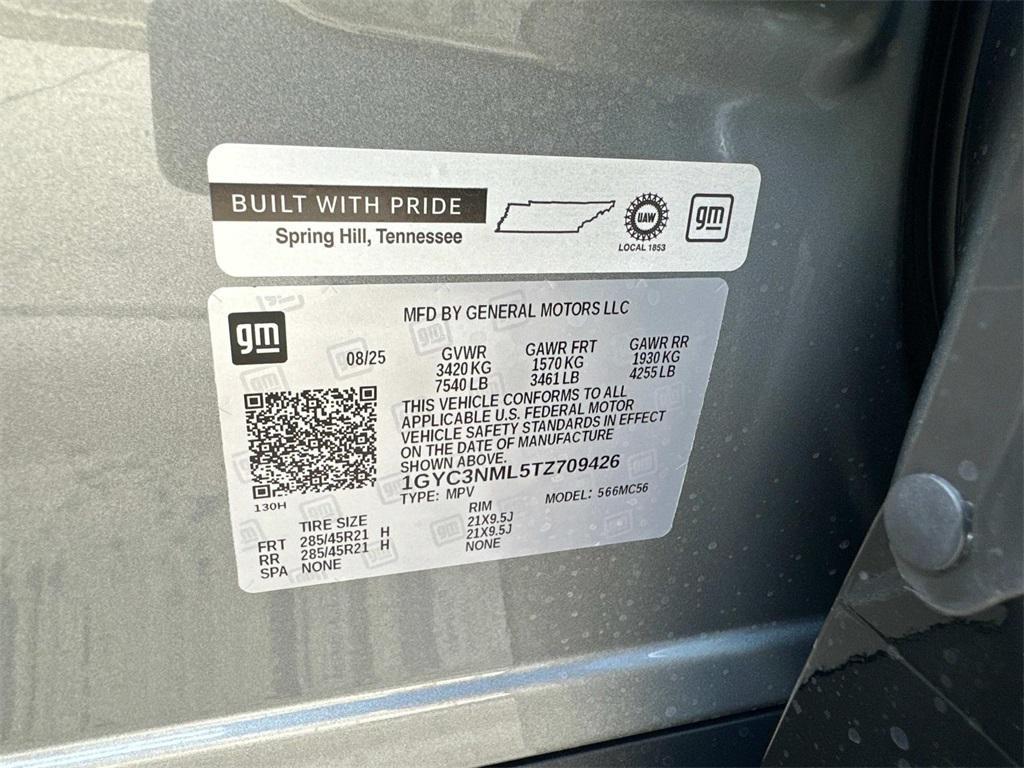 BUILT WITH PRIDE
Spring Hill, Tennessee
UAW
LOCAL 1853
gm
gm
MFD BY GENERAL MOTORS LLC
08/25
GVWR
3420 KG
7540 LB
GAWR FRT
1570 KG
3461 LB
GAWR RR
1930 KG
4255 LB
THIS VEHICLE CONFORMS TO ALL
APPLICABLE U.S. FEDERAL MOTOR
VEHICLE SAFETY STANDARDS IN EFFECT
ON THE DATE OF MANUFACTURE
SHOWN ABOVE.
1GYC3NML5TZ709426
TYPE: MPV MODEL: 566MC56
130H
TIRE SIZE RIM
FRT 285/45R21 H 21X9.5J
RR 285/45R21 H 21X9.5J
SPA NONE NONE